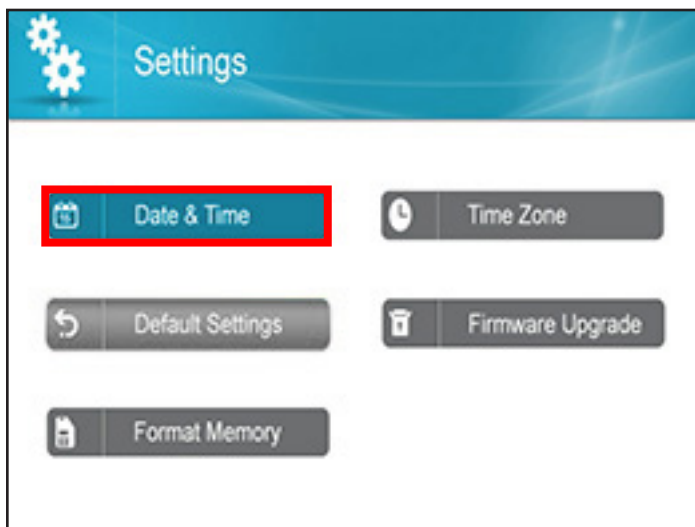 Settings
Date & Time
Time Zone
Default Settings
Firmware Upgrade
Format Memory